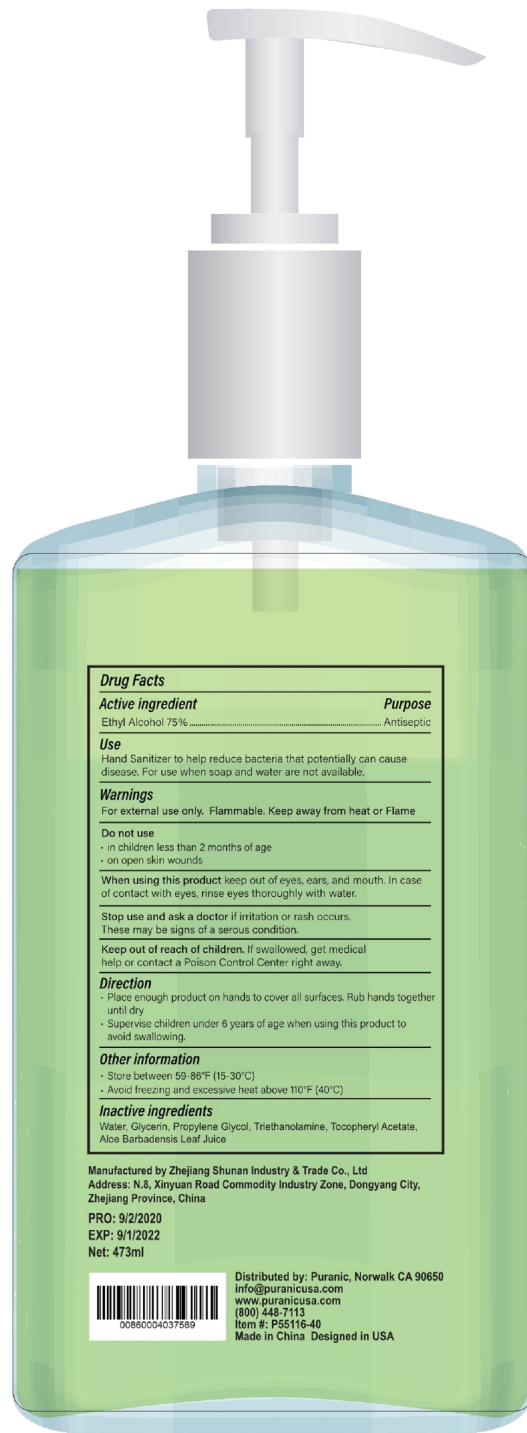 Drug Facts
Active ingredient Purpose
Ethyl Alcohol 75% ........................................................................ Antiseptic
Use
Hand Sanitizer to help reduce bacteria that potentially can cause
disease. For use when soap and water are not available.
Warnings
For external use only. Flammable. Keep away from heat or Flame
Do not use
· in children less than 2 months of age
· on open skin wounds
When using this product keep out of eyes, ears, and mouth. In case
of contact with eyes, rinse eyes thoroughly with water.
Stop use and ask a doctor if irritation or rash occurs.
These may be signs of a serous condition.
Keep out of reach of children. If swallowed, get medical
help or contact a Poison Control Center right away.
Direction
· Place enough product on hands to cover all surfaces. Rub hands together
until dry
· Supervise children under 6 years of age when using this product to
avoid swallowing.
Other information
· Store between 59-86°F (15-30°C)
· Avoid freezing and excessive heat above 110°F (40°C)
Inactive ingredients
Water, Glycerin, Propylene Glycol, Triethanolamine, Tocopheryl Acetate,
Aloe Barbadensis Leaf Juice
Manufactured by Zhejiang Shunan Industry & Trade Co., Ltd
Address: N.8, Xinyuan Road Commodity Industry Zone, Dongyang City,
Zhejiang Province, China
PRO: 9/2/2020
EXP: 9/1/2022
Net: 473ml
00860004037569
Distributed by: Puranic, Norwalk CA 90650
info@puranicusa.com
www.puranicusa.com
(800) 448-7113
Item #: P55116-40
Made in China Designed in USA